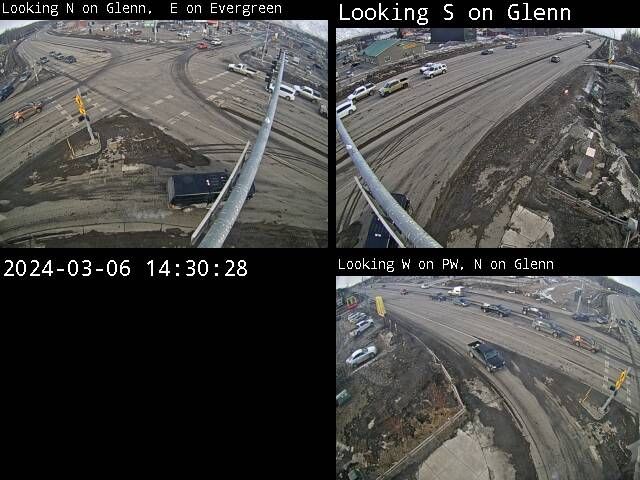 Looking N on Glenn,  E on Evergreen
Looking S on Glenn
2024-03-06 14:30:28
Looking W on PW, N on Glenn